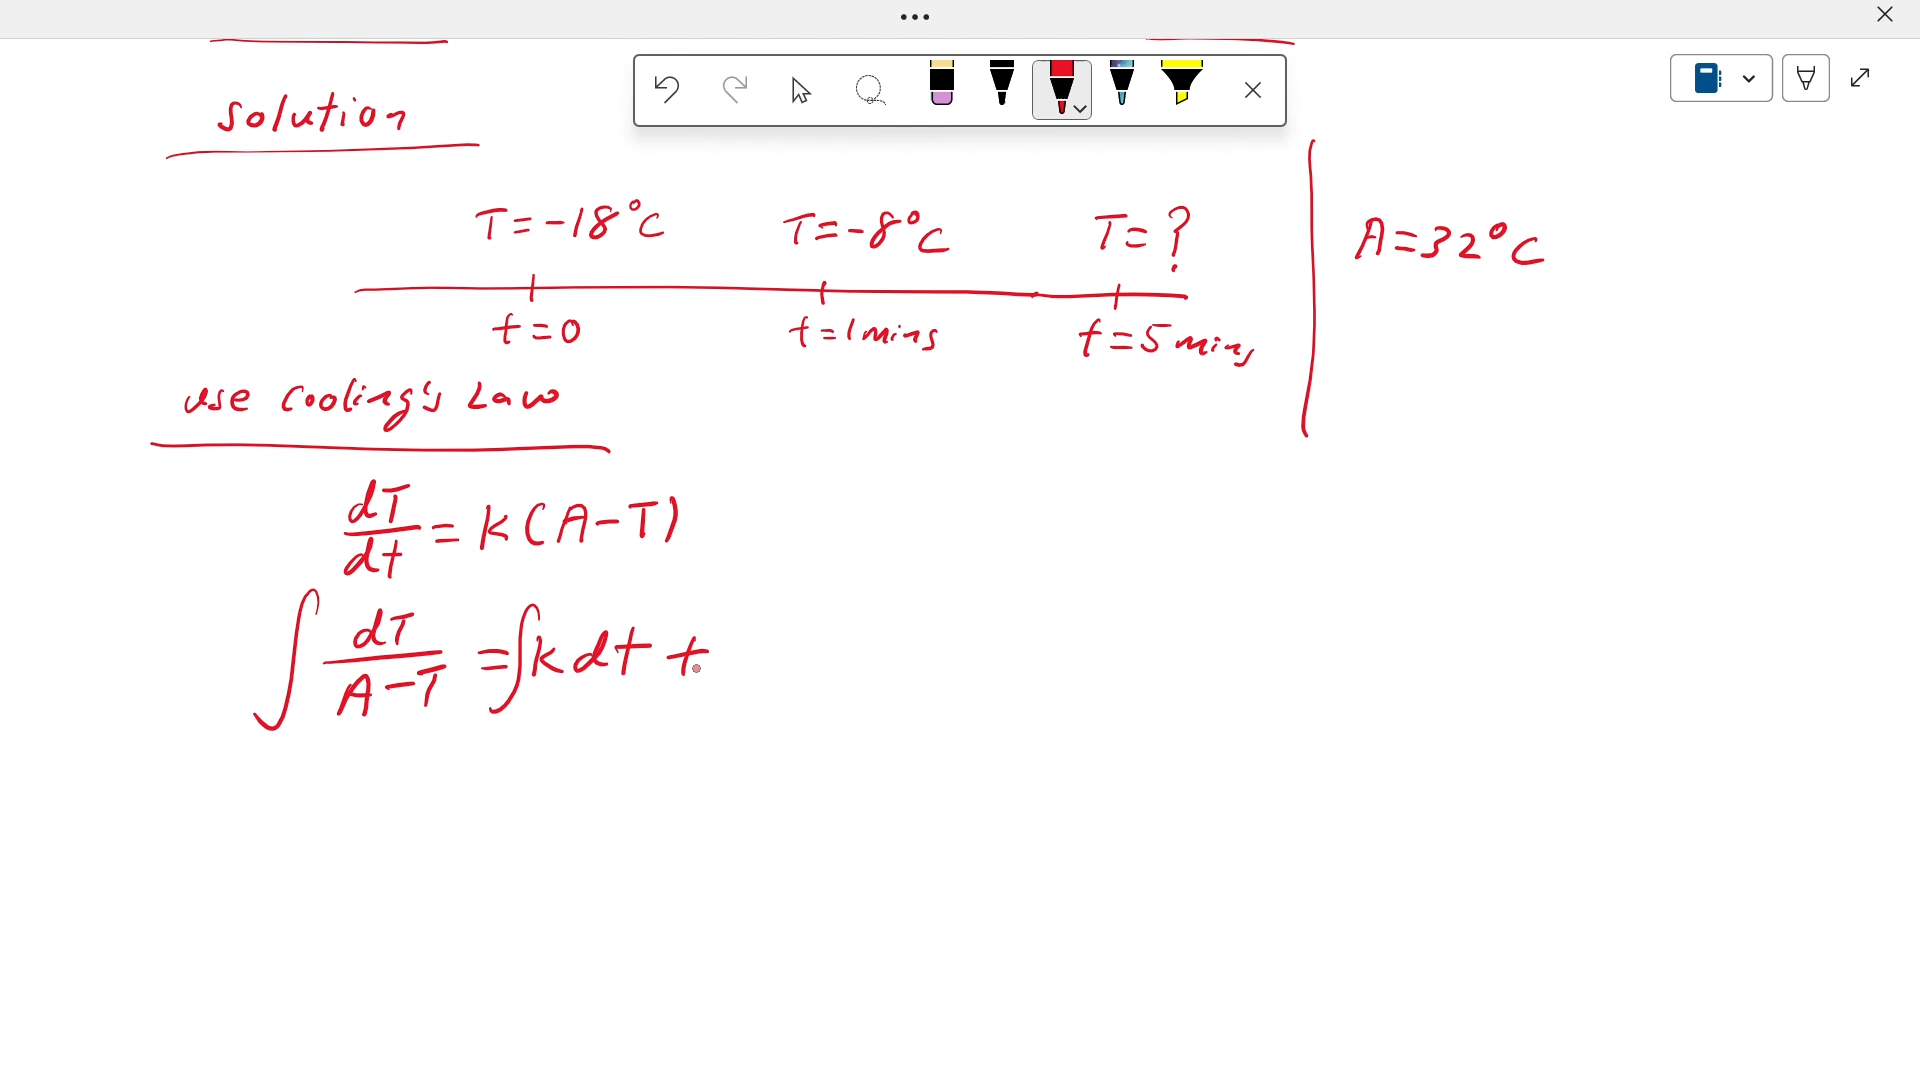 solution
T=-18°C T=-8°C T=?
A=32°C
t=0 t=1mins t=5mins
use cooling's Law
dT/dt = k(A-T)
∫ dT/(A-T) = ∫ k dt +